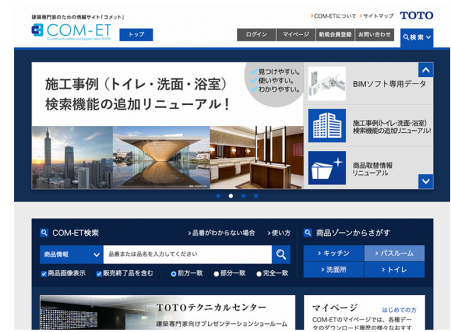 建築専門家のための情報サイト「コメット」
›COM-ETについて ›サイトマップ TOTO
COM-ET
トップ
ログイン マイページ 新規会員登録 お問い合わせ 検索
施工事例（トイレ・洗面・浴室）
検索機能の追加リニューアル！
見つけやすい。
使いやすい。
わかりやすい。
BIMソフト専用データ
施工事例(トイレ・洗面・浴室)
検索機能の追加リニューアル!
商品取替情報
リニューアル
COM-ET検索 ›品番がわからない場合 ›使い方
商品情報 品番または品名を入力してください
商品画像表示 販売終了品を含む 前方一致 部分一致 完全一致
商品ゾーンからさがす
› キッチン › バスルーム
› 洗面所 › トイレ
TOTOテクニカルセンター
建築専門家向けプレゼンテーションショールーム
マイページ はじめての方
COM-ETのマイページでは、各種デー
タのダウンロード履歴の様々なおすす